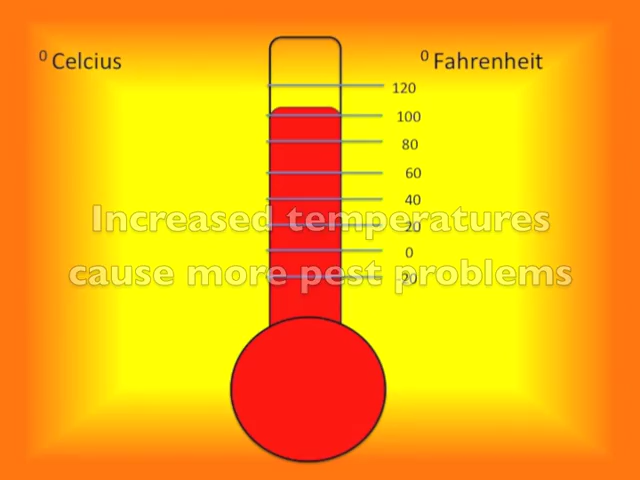 ⁰ Celcius
⁰ Fahrenheit
120
100
80
60
40
Increased temperatures
20
0
cause more pest problems
20